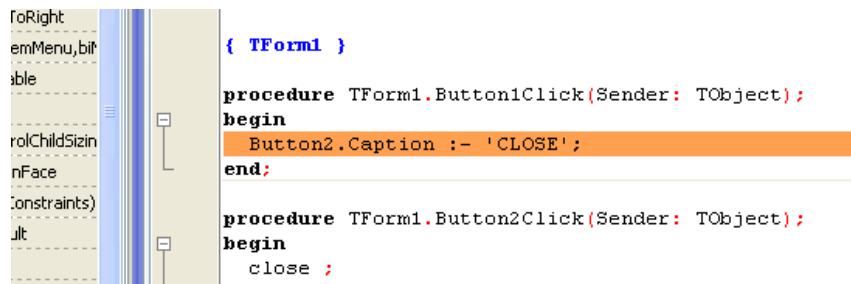 ToRight
emMenu,biM
able
rolChildSizin
nFace
Constraints)
ult
{ TForm1 }
procedure TForm1.Button1Click(Sender: TObject);
begin
Button2.Caption :- 'CLOSE';
end;
procedure TForm1.Button2Click(Sender: TObject);
begin
close ;